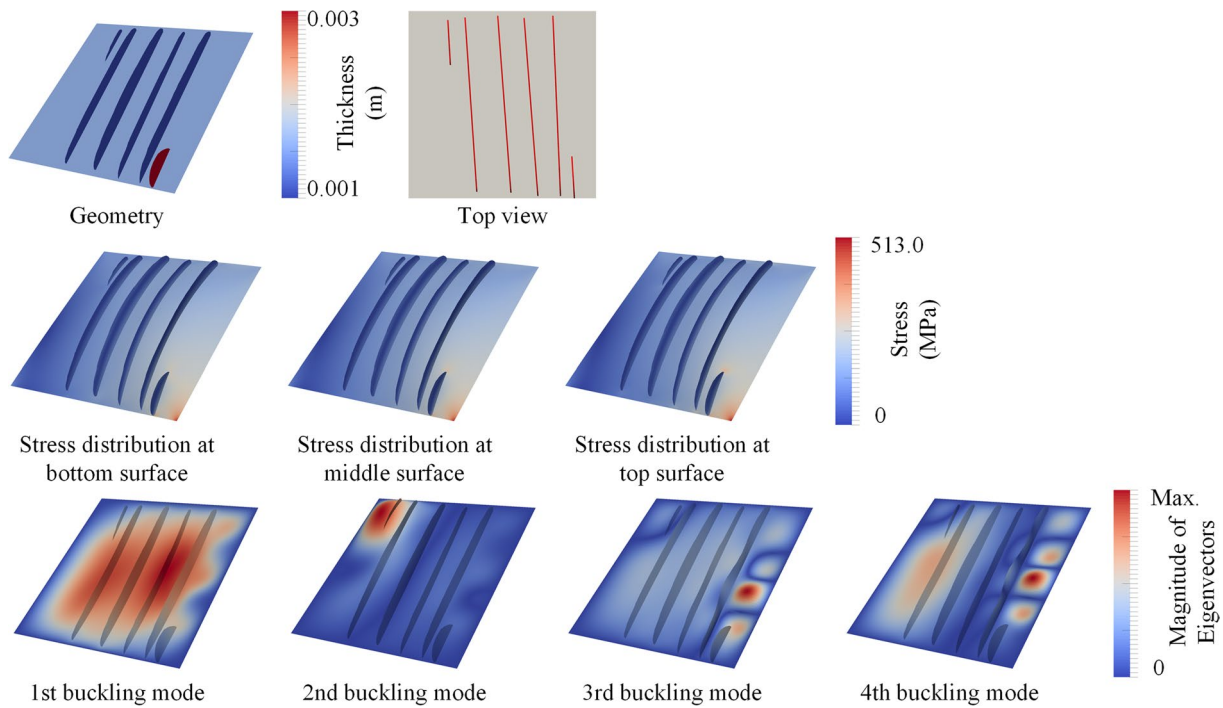 0.003
Thickness
(m)
0.001
Geometry
Top view
513.0
Stress
(MPa)
0
Stress distribution at
bottom surface
Stress distribution at
middle surface
Stress distribution at
top surface
Max.
Magnitude of
Eigenvectors
0
1st buckling mode
2nd buckling mode
3rd buckling mode
4th buckling mode